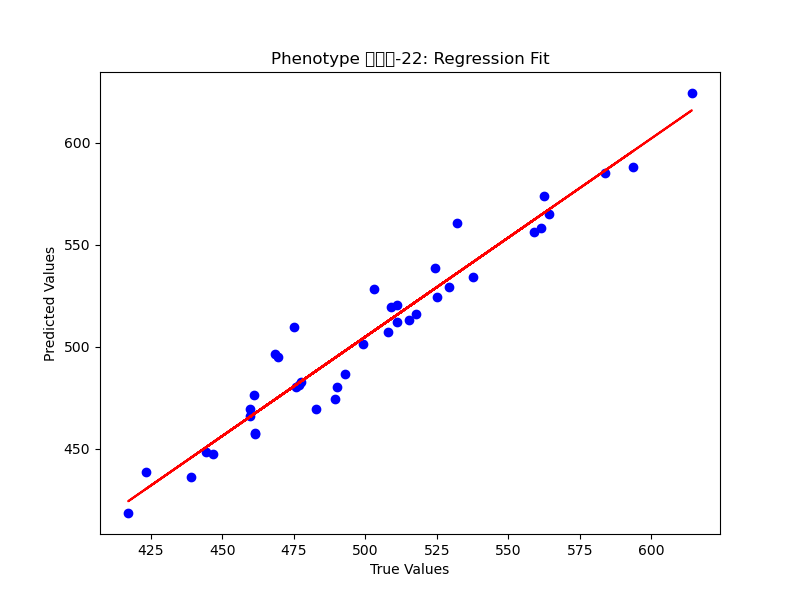 Phenotype -22: Regression Fit
Predicted Values
600
550
500
450
425 450 475 500 525 550 575 600
True Values